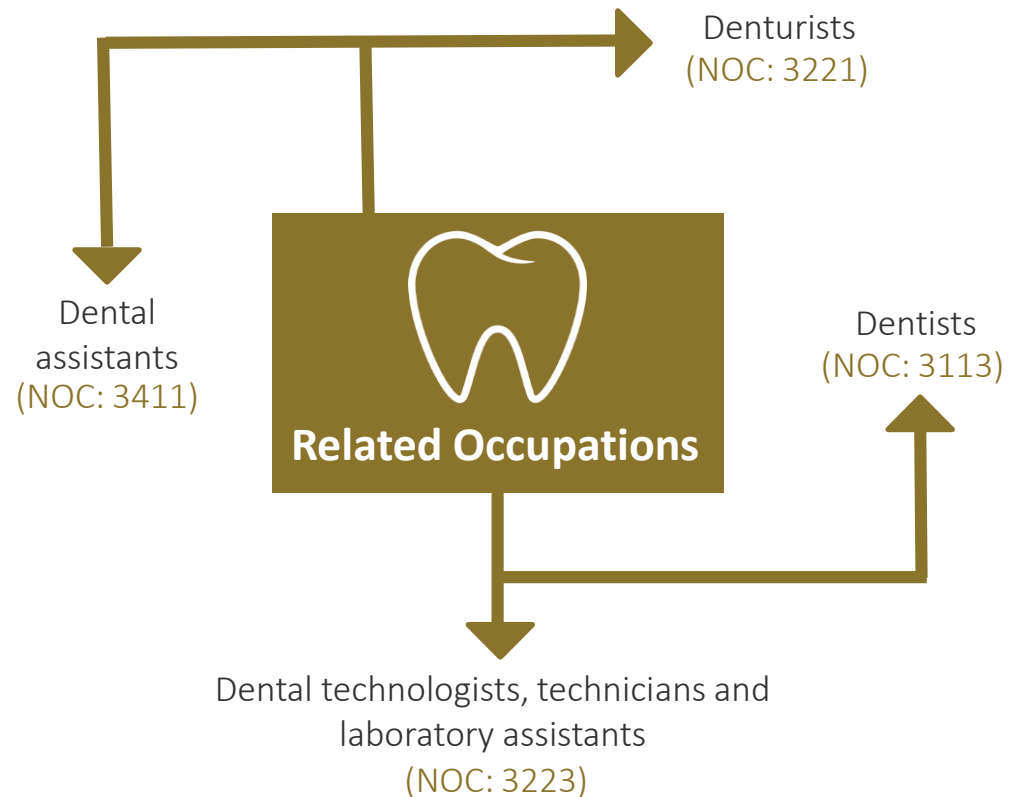 Denturists
(NOC: 3221)
Dental
assistants
(NOC: 3411)
Related Occupations
Dentists
(NOC: 3113)
Dental technologists, technicians and
laboratory assistants
(NOC: 3223)